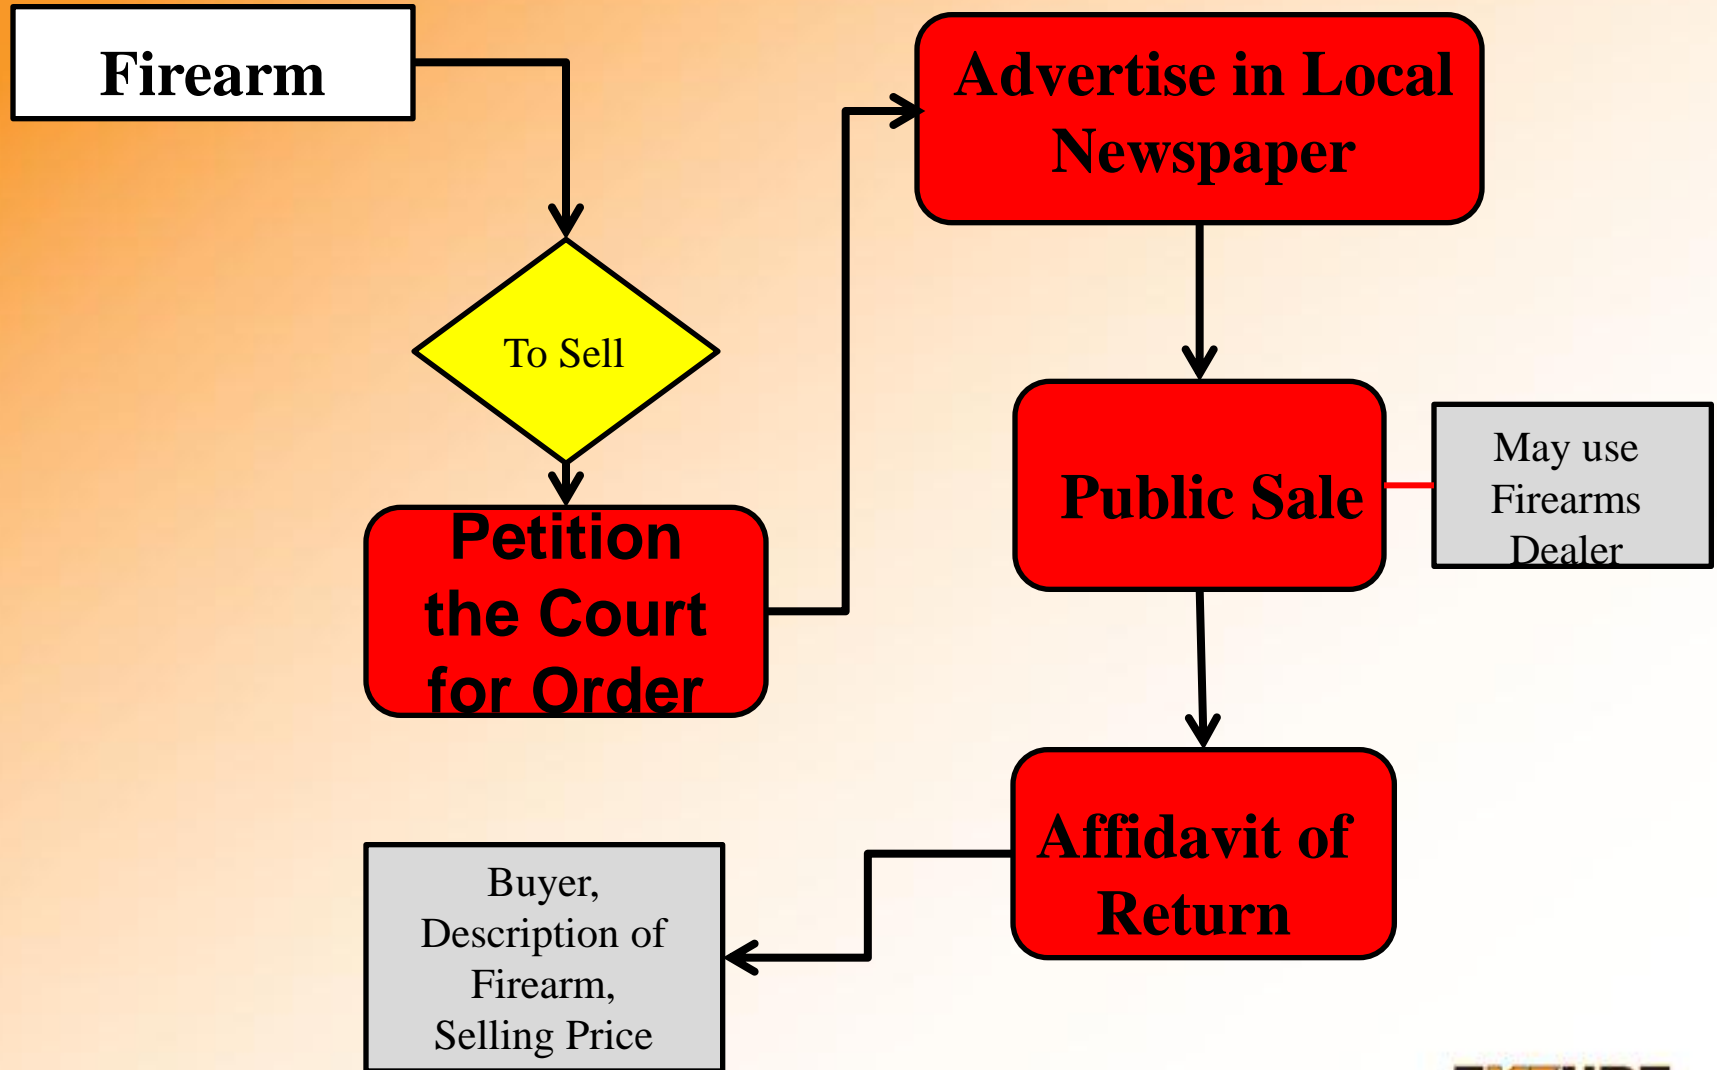 Firearm
To Sell
Petition
the Court
for Order
Advertise in Local
Newspaper
Public Sale
May use
Firearms
Dealer
Affidavit of
Return
Buyer,
Description of
Firearm,
Selling Price